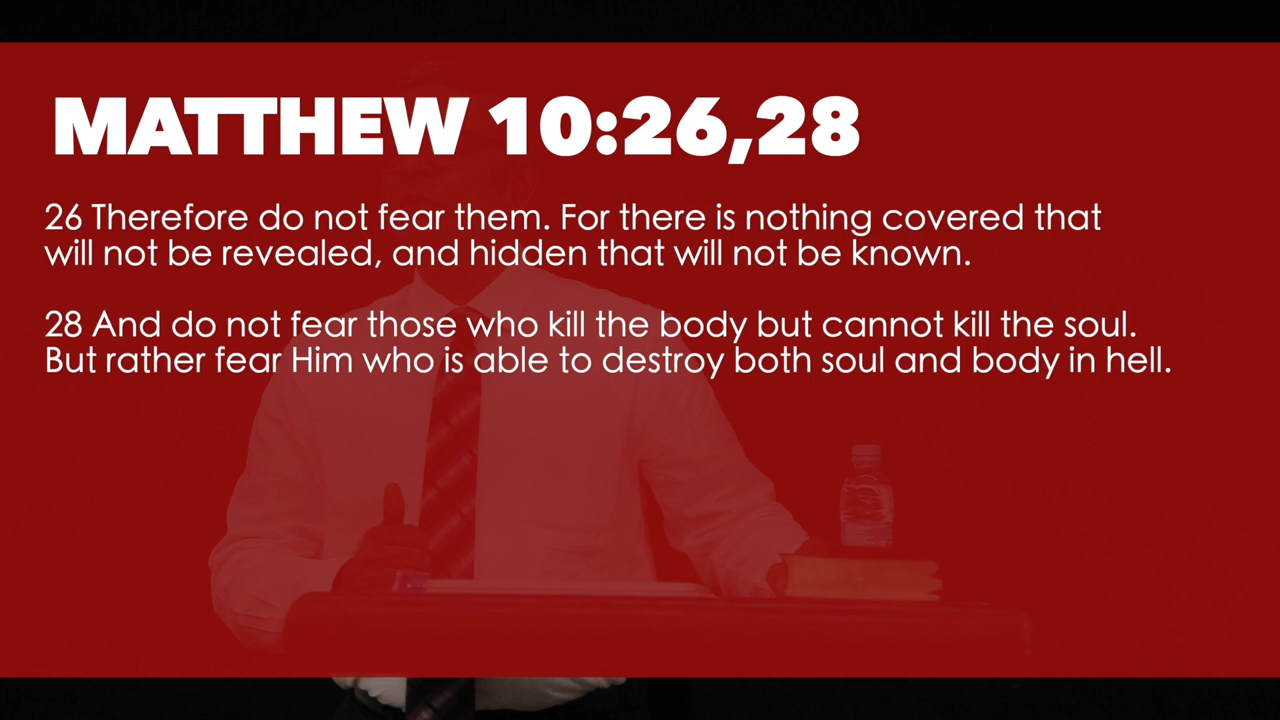 MATTHEW 10:26,28
26 Therefore do not fear them. For there is nothing covered that
will not be revealed, and hidden that will not be known.
28 And do not fear those who kill the body but cannot kill the soul.
But rather fear Him who is able to destroy both soul and body in hell.